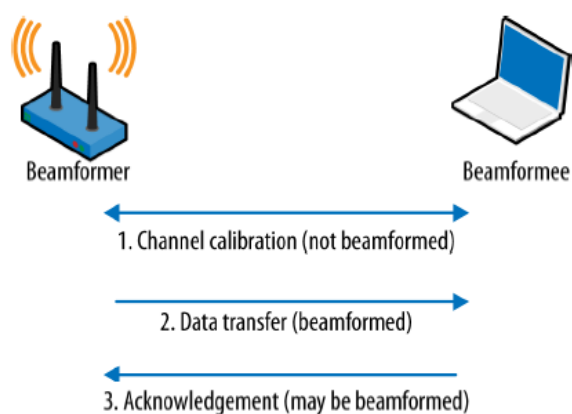 Beamformer
Beamformee
1. Channel calibration (not beamformed)
2. Data transfer (beamformed)
3. Acknowledgement (may be beamformed)